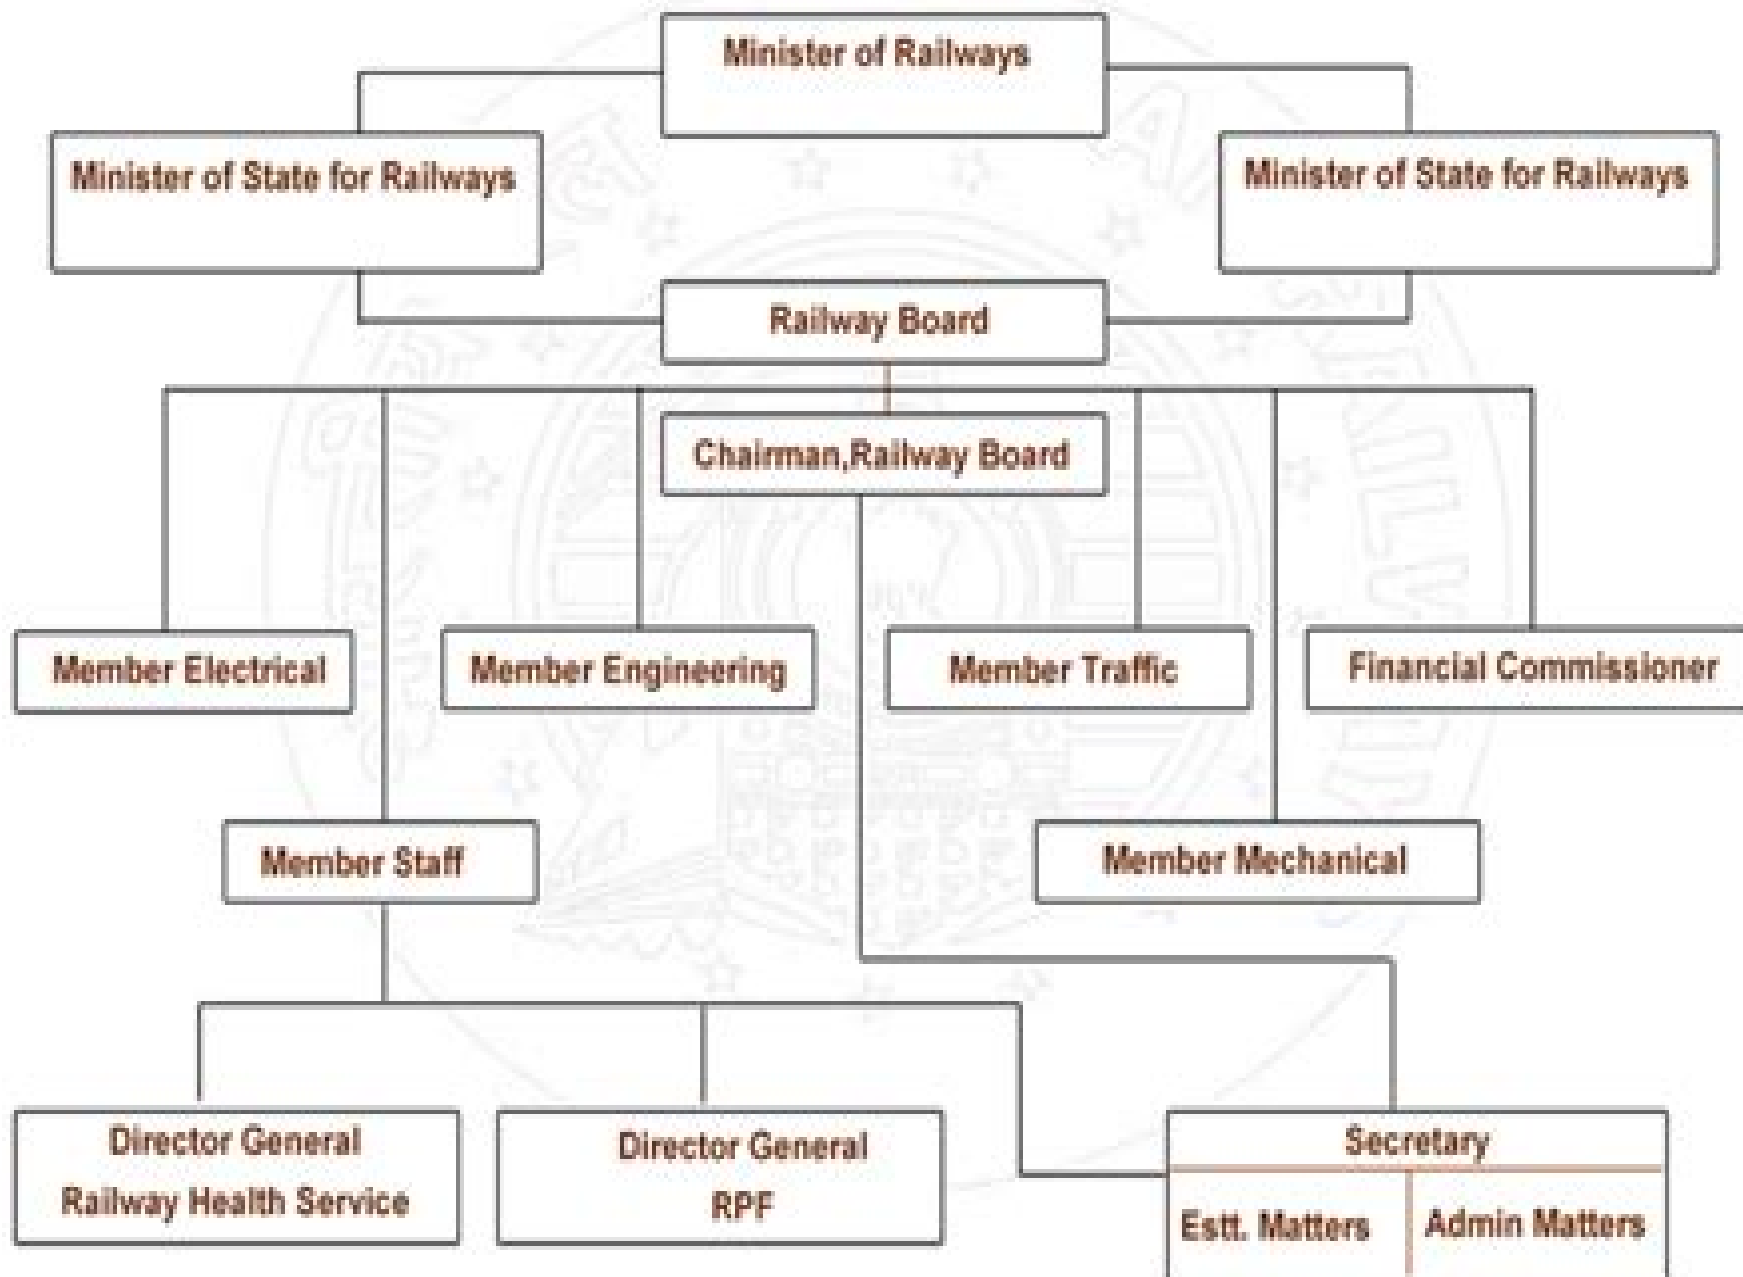 Minister of Railways
Minister of State for Railways
Minister of State for Railways
Railway Board
Chairman,Railway Board
Member Electrical
Member Engineering
Member Traffic
Financial Commissioner
Member Staff
Member Mechanical
Director General
Railway Health Service
Director General
RPF
Secretary
Estt. Matters
Admin Matters